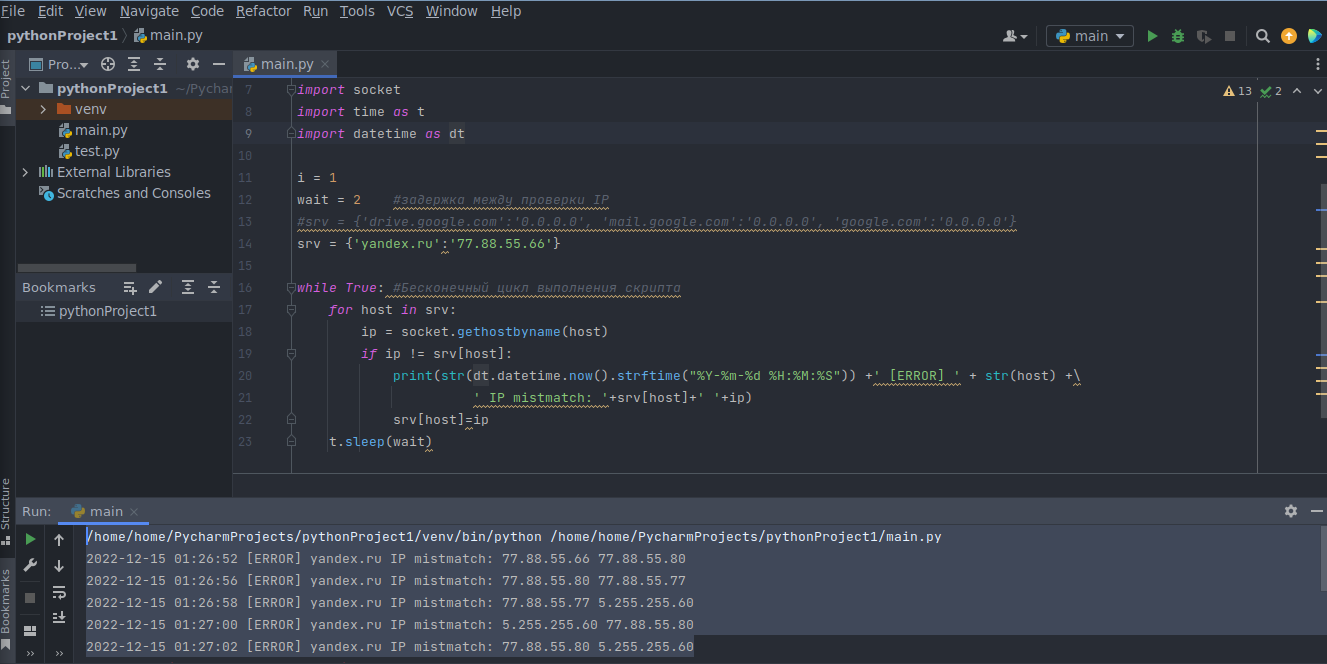 File Edit View Navigate Code Refactor Run Tools VCS Window Help
pythonProject1 main.py
main
Project
Pro...
main.py
pythonProject1 ~/Pychar
venv
main.py
test.py
External Libraries
Scratches and Consoles
Bookmarks
pythonProject1
13 2
7 import socket
8 import time as t
9 import datetime as dt
10
11 i = 1
12 wait = 2 #задержка между проверки IP
13 #srv = {'drive.google.com':'0.0.0.0', 'mail.google.com':'0.0.0.0', 'google.com':'0.0.0.0'}
14 srv = {'yandex.ru':'77.88.55.66'}
15
16 while True: #Бесконечный цикл выполнения скрипта
17 for host in srv:
18 ip = socket.gethostbyname(host)
19 if ip != srv[host]:
20 print(str(dt.datetime.now().strftime("%Y-%m-%d %H:%M:%S")) +' [ERROR] ' + str(host) +\
21 ' IP mistmatch: '+srv[host]+' '+ip)
22 srv[host]=ip
23 t.sleep(wait)
Structure
Bookmarks
Run: main
/home/home/PycharmProjects/pythonProject1/venv/bin/python /home/home/PycharmProjects/pythonProject1/main.py
2022-12-15 01:26:52 [ERROR] yandex.ru IP mistmatch: 77.88.55.66 77.88.55.80
2022-12-15 01:26:56 [ERROR] yandex.ru IP mistmatch: 77.88.55.80 77.88.55.77
2022-12-15 01:26:58 [ERROR] yandex.ru IP mistmatch: 77.88.55.77 5.255.255.60
2022-12-15 01:27:00 [ERROR] yandex.ru IP mistmatch: 5.255.255.60 77.88.55.80
2022-12-15 01:27:02 [ERROR] yandex.ru IP mistmatch: 77.88.55.80 5.255.255.60